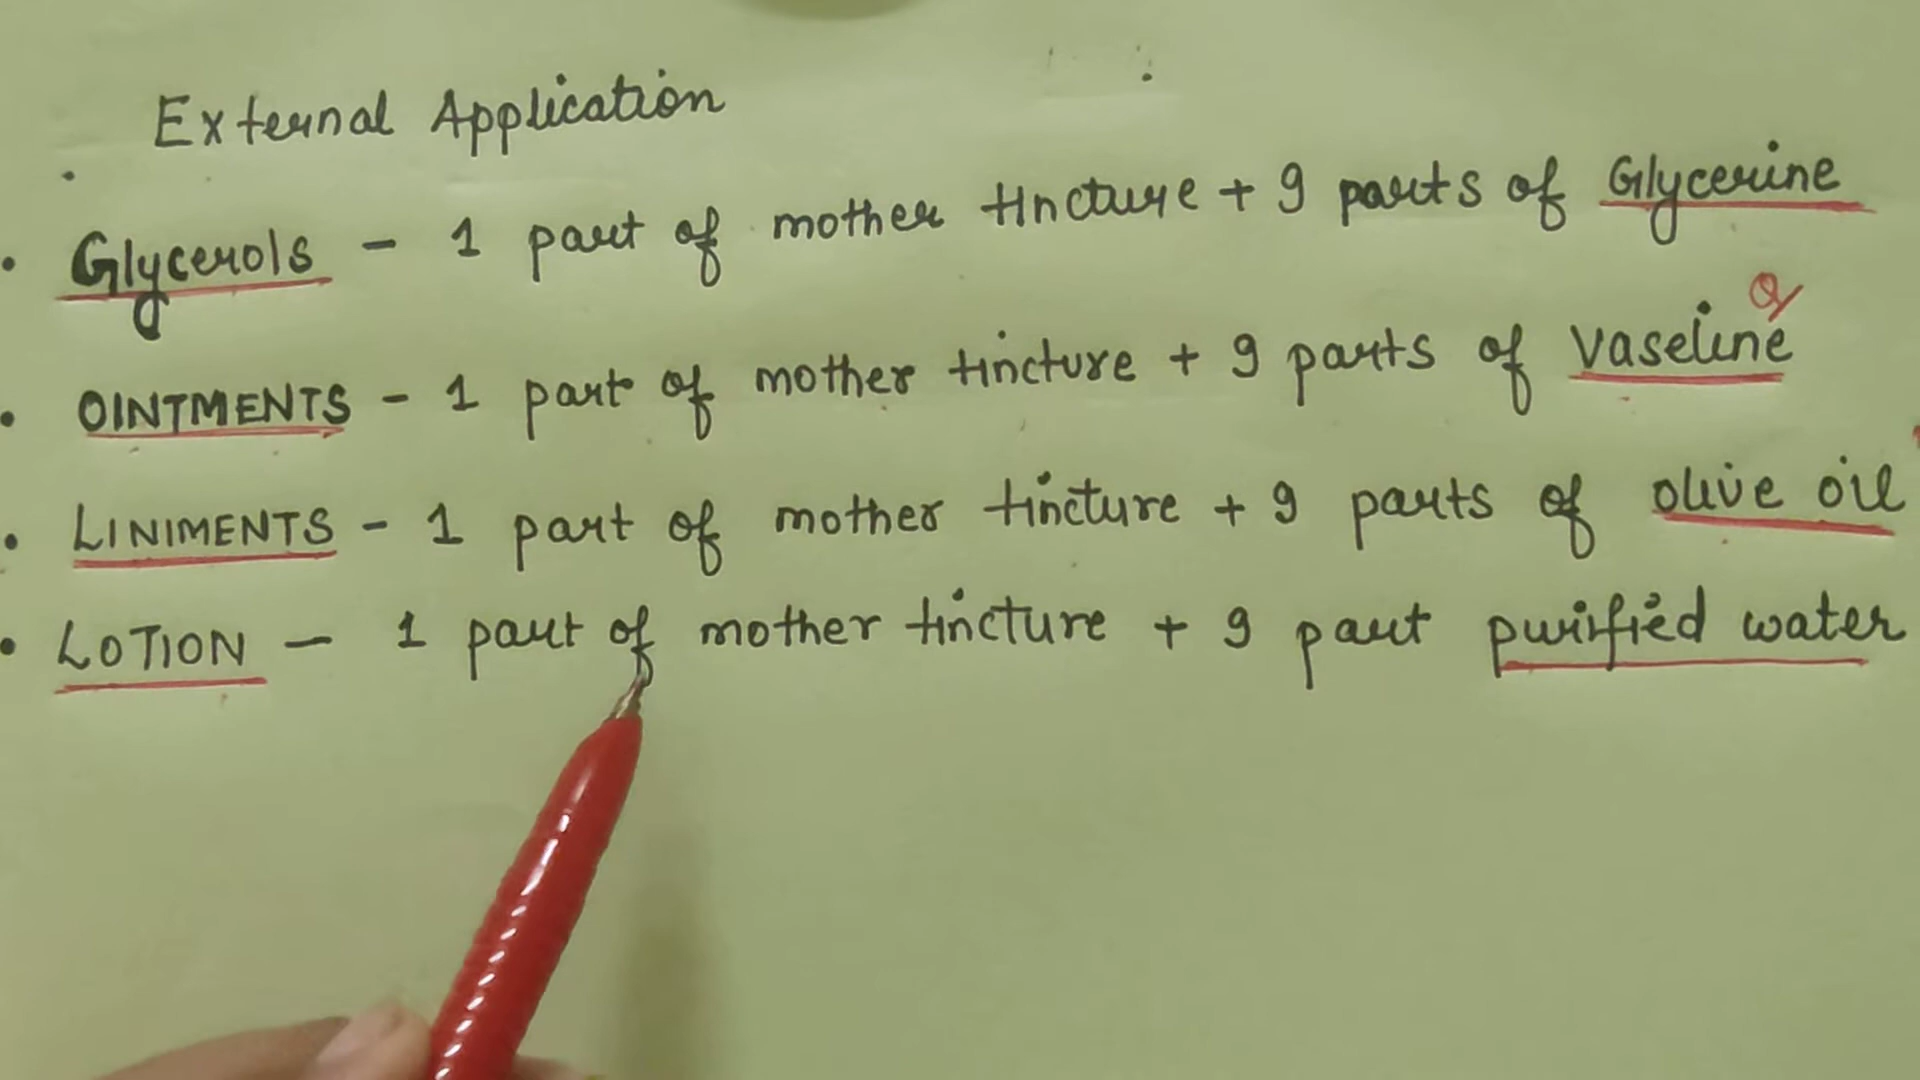 External Application
• Glycerols - 1 part of mother tincture + 9 parts of Glycerine
Q
• OINTMENTS - 1 part of mother tincture + 9 parts of Vaseline
• LINIMENTS - 1 part of mother tincture + 9 parts of olive oil
• LOTION - 1 part of mother tincture + 9 part purified water